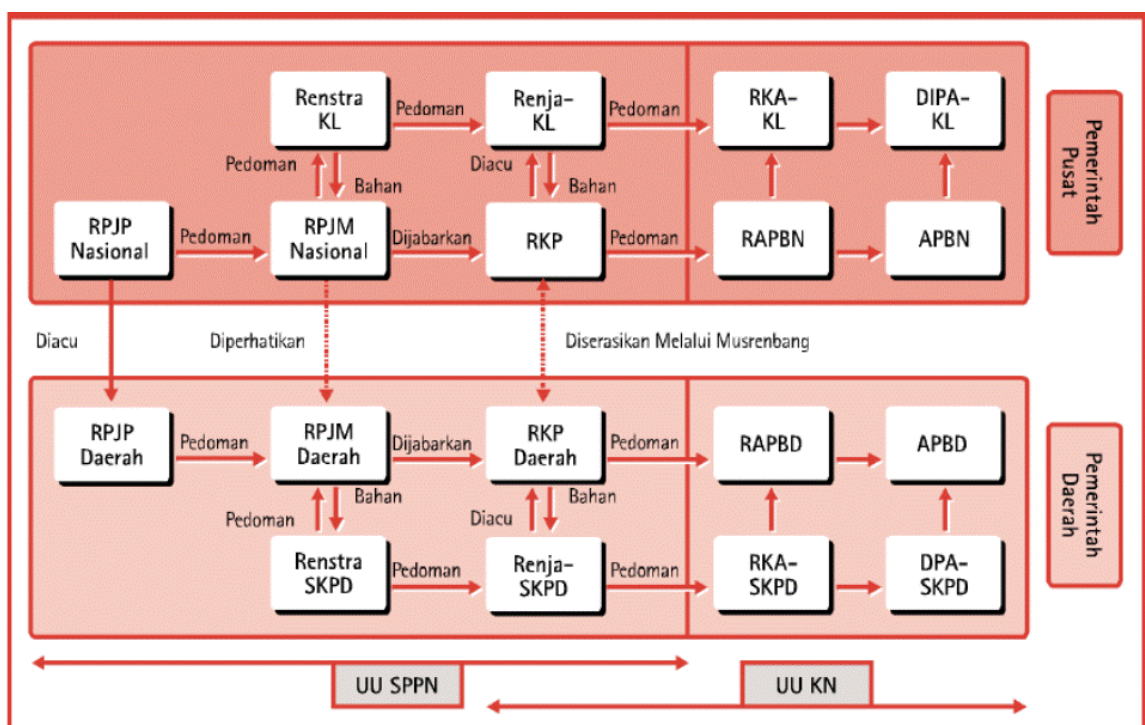 Renstra
KL
Pedoman
Renja-
KL
Pedoman
RKA-
KL
DIPA-
KL
Pedoman
Bahan
Diacu
Bahan
RPJP
Nasional
Pedoman
RPJM
Nasional
Dijabarkan
RKP
Pedoman
RAPBN
APBN
Pemerintah
Pusat
Diacu
Diperhatikan
Diserasikan Melalui Musrenbang
RPJP
Daerah
Pedoman
RPJM
Daerah
Dijabarkan
RKP
Daerah
Pedoman
RAPBD
APBD
Bahan
Pedoman
Bahan
Diacu
Renstra
SKPD
Pedoman
Renja-
SKPD
Pedoman
RKA-
SKPD
DPA-
SKPD
Pemerintah
Daerah
UU SPPN
UU KN